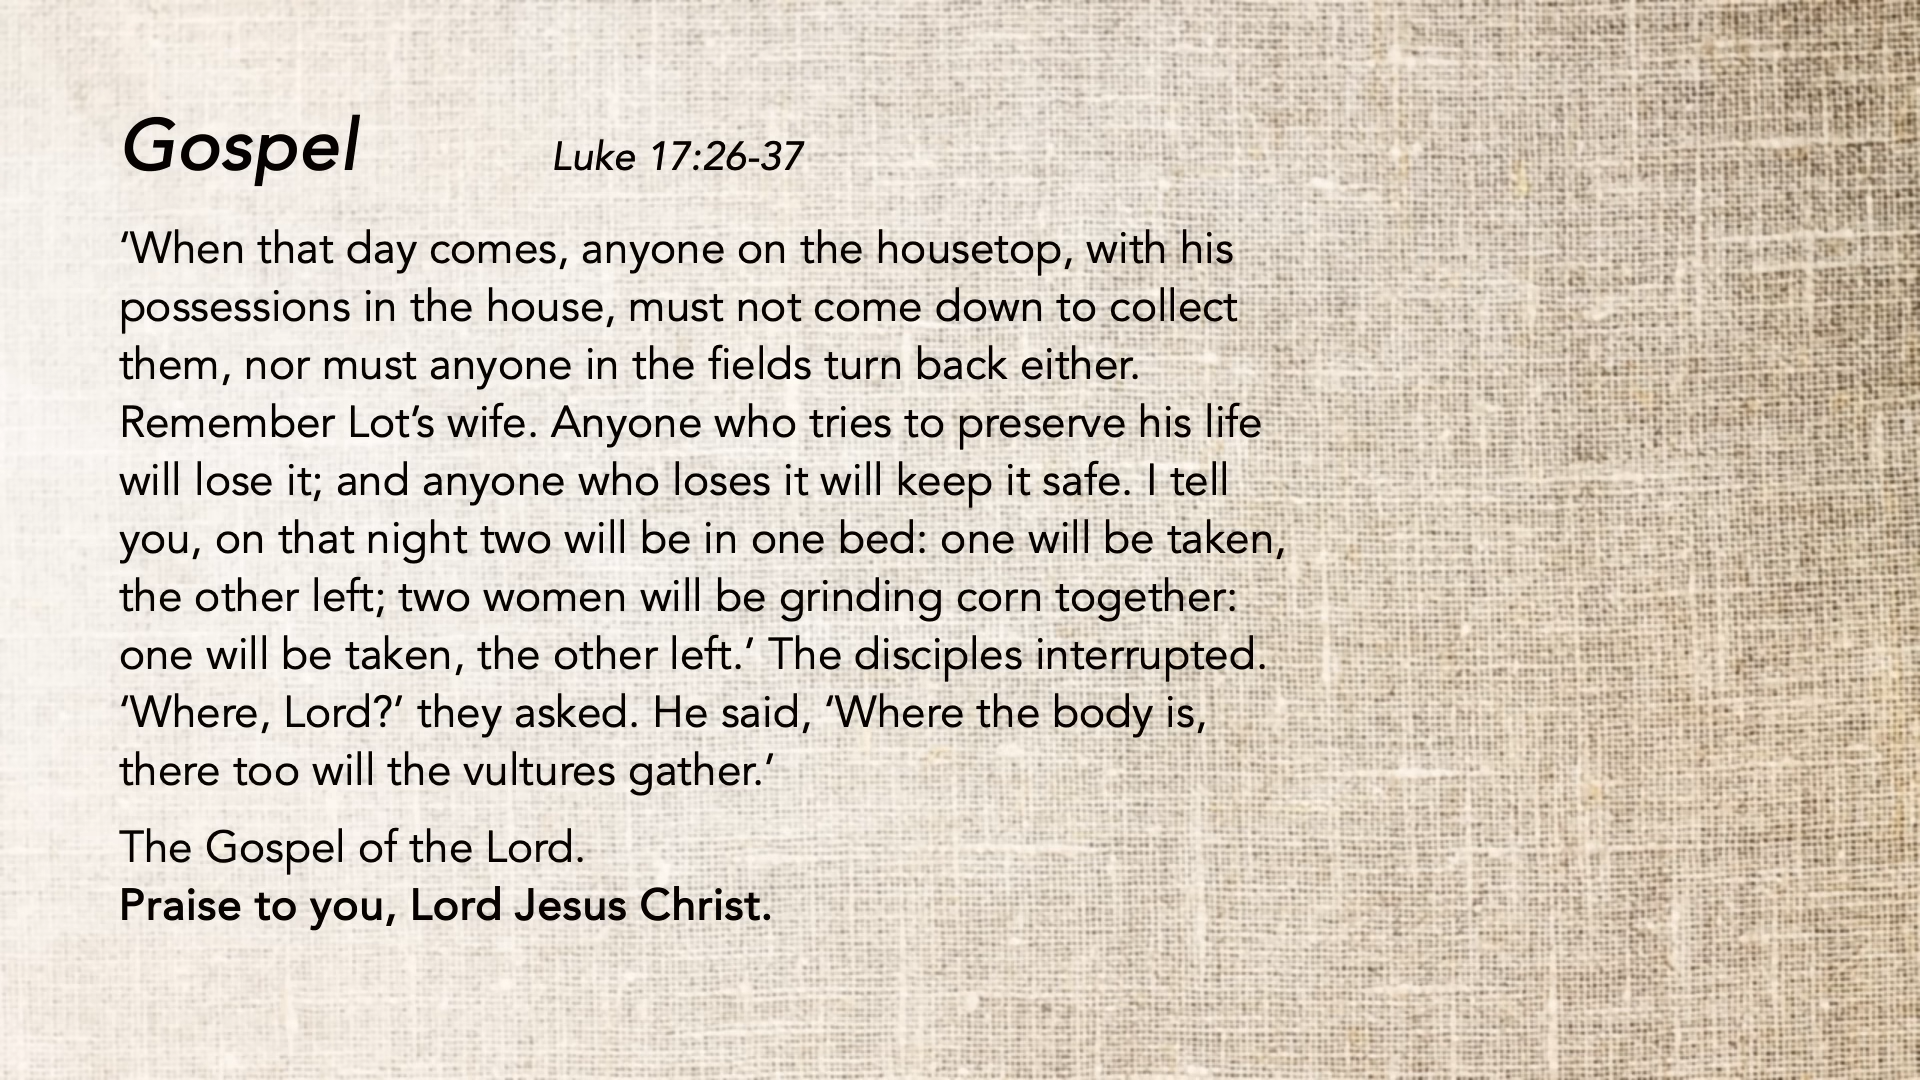 Gospel Luke 17:26-37
‘When that day comes, anyone on the housetop, with his
possessions in the house, must not come down to collect
them, nor must anyone in the fields turn back either.
Remember Lot’s wife. Anyone who tries to preserve his life
will lose it; and anyone who loses it will keep it safe. I tell
you, on that night two will be in one bed: one will be taken,
the other left; two women will be grinding corn together:
one will be taken, the other left.’ The disciples interrupted.
‘Where, Lord?’ they asked. He said, ‘Where the body is,
there too will the vultures gather.’
The Gospel of the Lord.
Praise to you, Lord Jesus Christ.